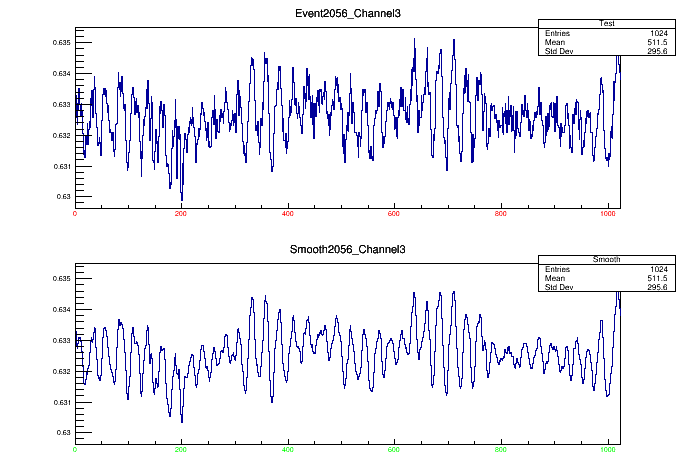 Event2056_Channel3
Test
Entries 1024
Mean 511.5
Std Dev 295.6
0.635
0.634
0.633
0.632
0.631
0.63
0 200 400 600 800 1000
Smooth2056_Channel3
Smooth
Entries 1024
Mean 511.5
Std Dev 295.6
0.635
0.634
0.633
0.632
0.631
0.63
0 200 400 600 800 1000